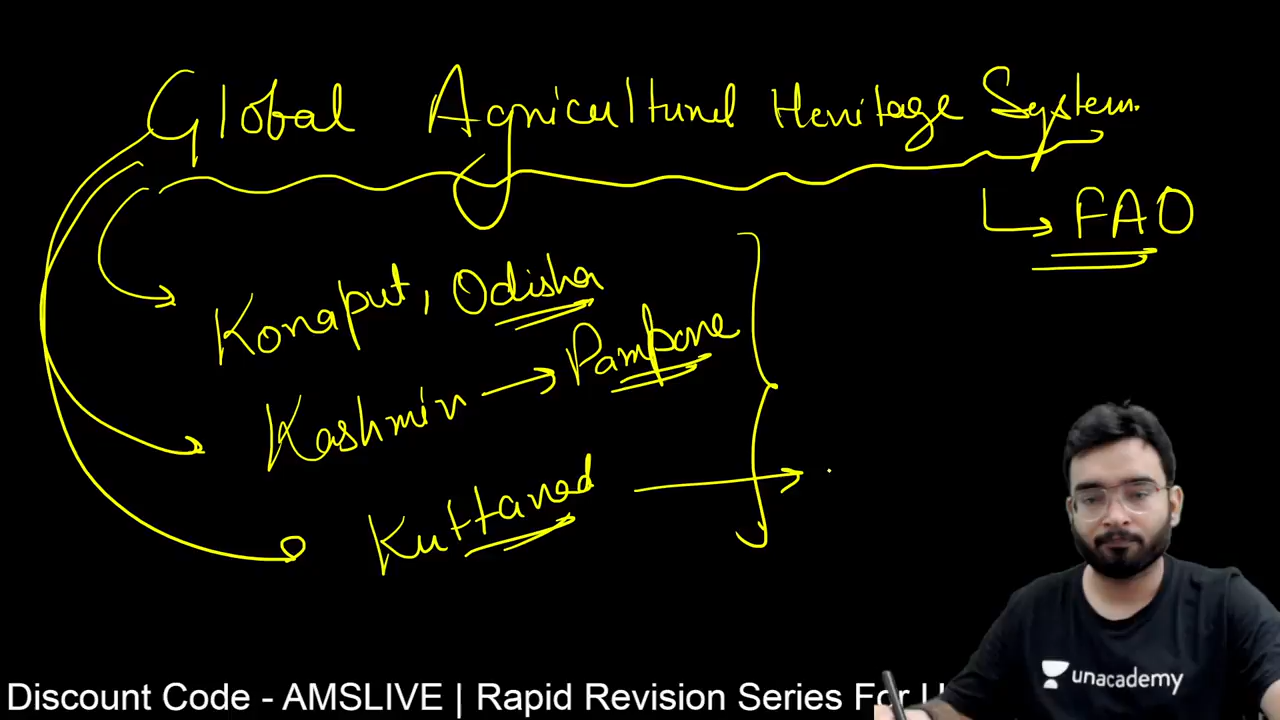 Global Agricultural Heritage System.
FAO
Koraput, Odisha
Kashmir → Pampore
Kuttanad →
unacademy
Discount Code - AMSLIVE | Rapid Revision Series For U